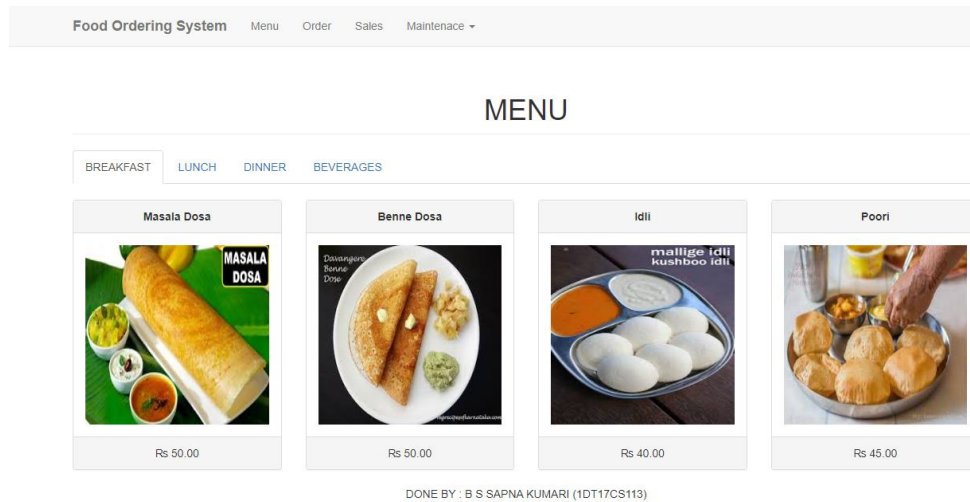 Food Ordering System Menu Order Sales Maintenace
MENU
BREAKFAST LUNCH DINNER BEVERAGES
Masala Dosa Benne Dosa Idli Poori
MASALA
DOSA
Davangere
Benne
Dose
mallige idli
kushboo idli
Rs 50.00 Rs 50.00 Rs 40.00 Rs 45.00
DONE BY : B S SAPNA KUMARI (1DT17CS113)